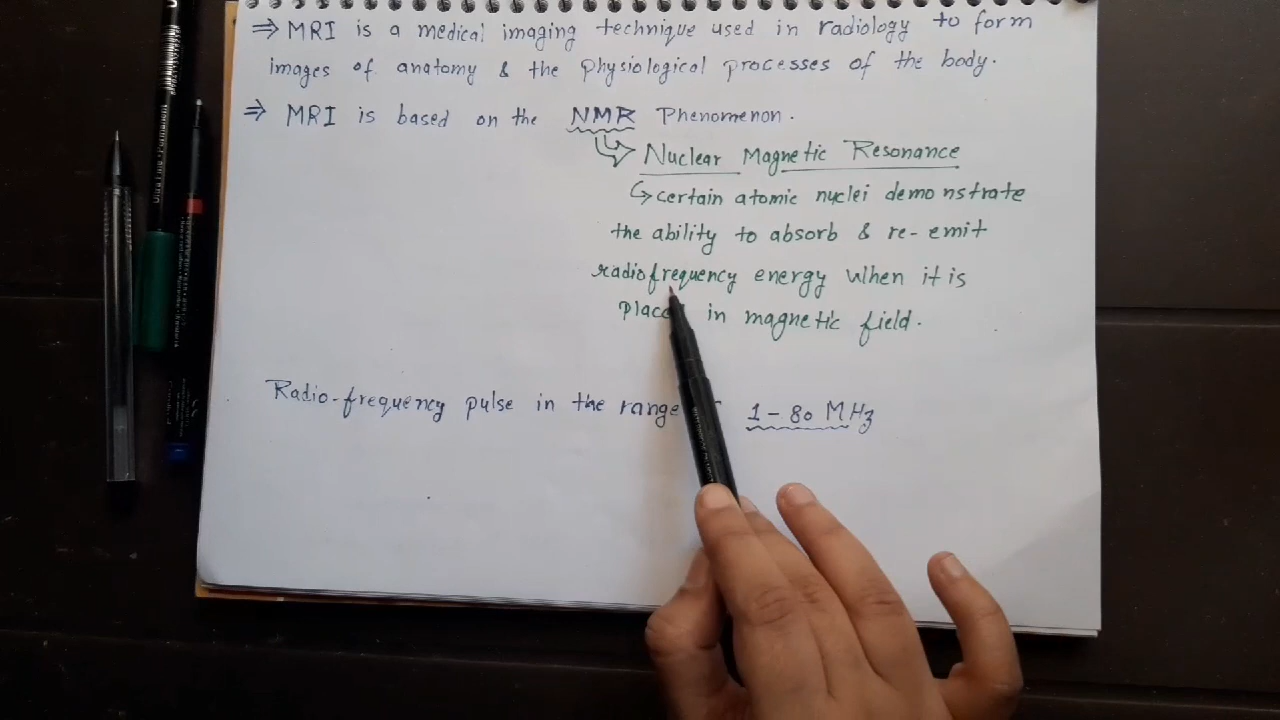 ⇒ MRI is a medical imaging technique used in radiology to form
images of anatomy & the physiological processes of the body.
⇒ MRI is based on the NMR Phenomenon.
Nuclear Magnetic Resonance
certain atomic nuclei demonstrate
the ability to absorb & re-emit
radiofrequency energy when it is
in magnetic field.
Radio-frequency pulse in the range 1-80 MHz